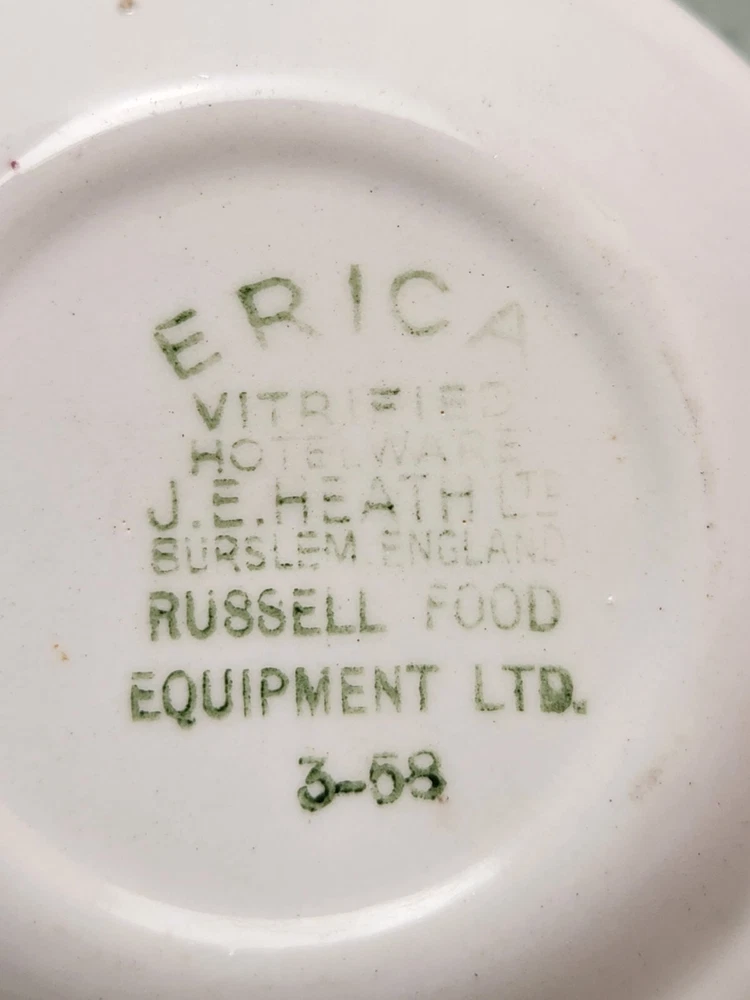 ERICA
VITRIFIED
HOTELWARE
J.E.HEATH LTD
BURSLEM ENGLAND
RUSSELL FOOD
EQUIPMENT LTD.
3-58